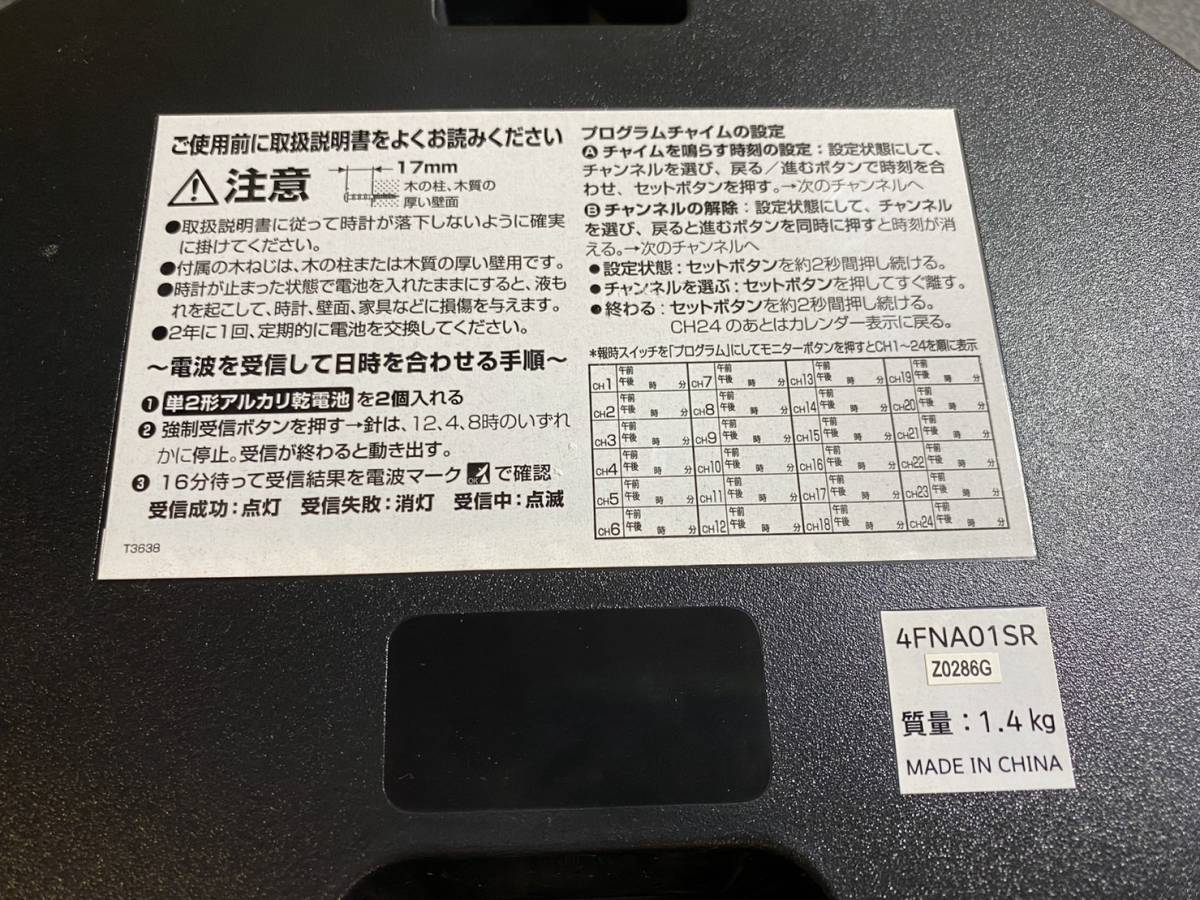 ご使用前に取扱説明書をよくお読みください
注意
17mm
木の柱、木質の
厚い壁面
●取扱説明書に従って時計が落下しないように確実
に掛けてください。
●付属の木ねじは、木の柱または木質の厚い壁用です。
●時計が止まった状態で電池を入れたままにすると、液も
れを起こして、時計、壁面、家具などに損傷を与えます。
●2年に1回、定期的に電池を交換してください。
～電波を受信して日時を合わせる手順～
❶ 単2形アルカリ乾電池 を2個入れる
❷ 強制受信ボタンを押す→針は、12、4、8時のいずれ
かに停止。受信が終わると動き出す。
❸ 16分待って受信結果を電波マーク で確認
受信成功：点灯 受信失敗：消灯 受信中：点滅
T3638
プログラムチャイムの設定
Ⓐ チャイムを鳴らす時刻の設定：設定状態にして、
チャンネルを選び、戻る／進むボタンで時刻を合
わせ、セットボタンを押す。→次のチャンネルへ
Ⓑ チャンネルの解除：設定状態にして、チャンネル
を選び、戻ると進むボタンを同時に押すと時刻が消
える。→次のチャンネルへ
●設定状態：セットボタンを約2秒間押し続ける。
●チャンネルを選ぶ：セットボタンを押してすぐ離す。
●終わる：セットボタンを約2秒間押し続ける。
CH24のあとはカレンダー表示に戻る。
*報時スイッチを「プログラム」にしてモニターボタンを押すとCH1～24を順に表示
CH1 午前 午後 時 分 CH7 午前 午後 時 分 CH13 午前 午後 時 分 CH19 午前 午後 時 分
CH2 午前 午後 時 分 CH8 午前 午後 時 分 CH14 午前 午後 時 分 CH20 午前 午後 時 分
CH3 午前 午後 時 分 CH9 午前 午後 時 分 CH15 午前 午後 時 分 CH21 午前 午後 時 分
CH4 午前 午後 時 分 CH10 午前 午後 時 分 CH16 午前 午後 時 分 CH22 午前 午後 時 分
CH5 午前 午後 時 分 CH11 午前 午後 時 分 CH17 午前 午後 時 分 CH23 午前 午後 時 分
CH6 午前 午後 時 分 CH12 午前 午後 時 分 CH18 午前 午後 時 分 CH24 午前 午後 時 分
4FNA01SR
Z0286G
質量：1.4kg
MADE IN CHINA